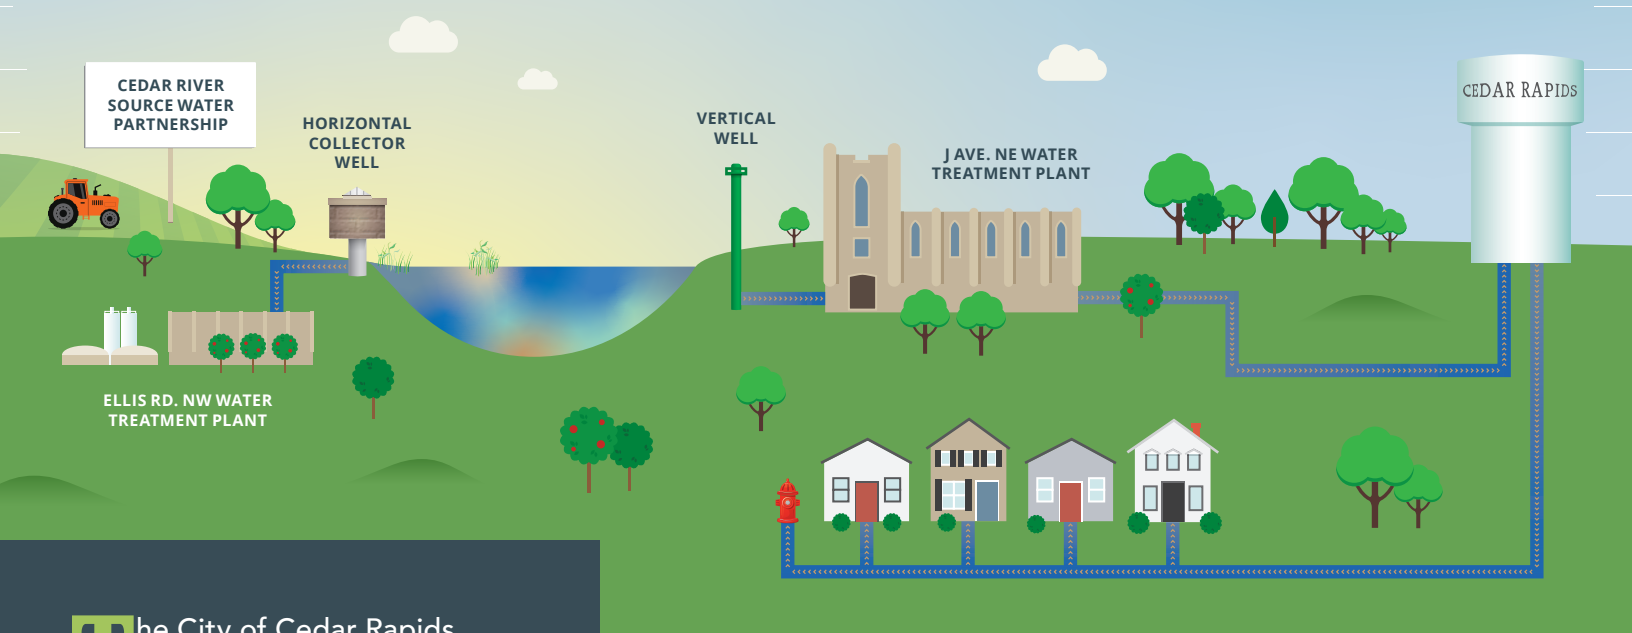 CEDAR RIVER
SOURCE WATER
PARTNERSHIP
HORIZONTAL
COLLECTOR
WELL
VERTICAL
WELL
J AVE. NE WATER
TREATMENT PLANT
CEDAR RAPIDS
ELLIS RD. NW WATER
TREATMENT PLANT
The City of Cedar Rapids